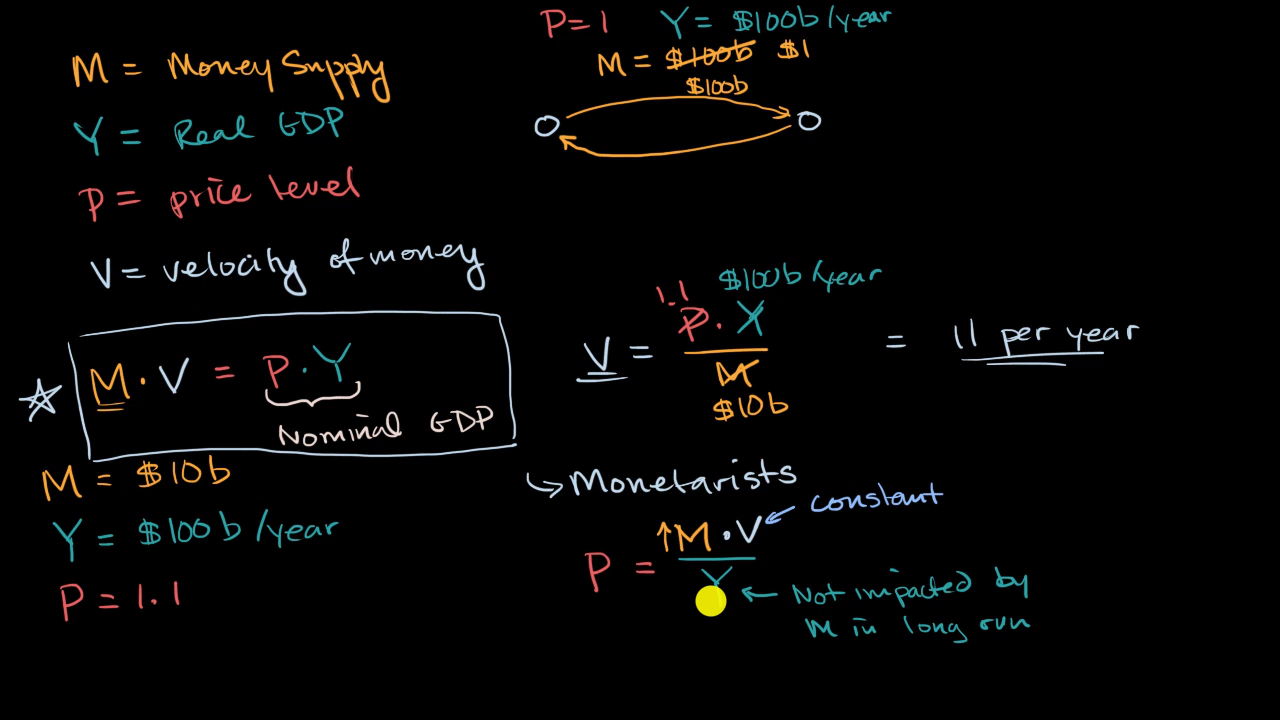 M = Money Supply
Y = Real GDP
P = price level
V = velocity of money
M · V = P · Y
Nominal GDP
M = $10b
Y = $100b/year
P = 1.1
P = 1 Y = $100b/year
M = $100b $1
$100b
1.1 $100b/year
V = P · Y / M = 11 per year
$10b
Monetarists
constant
P = ↑M · V / Y
Not impacted by
M in long run